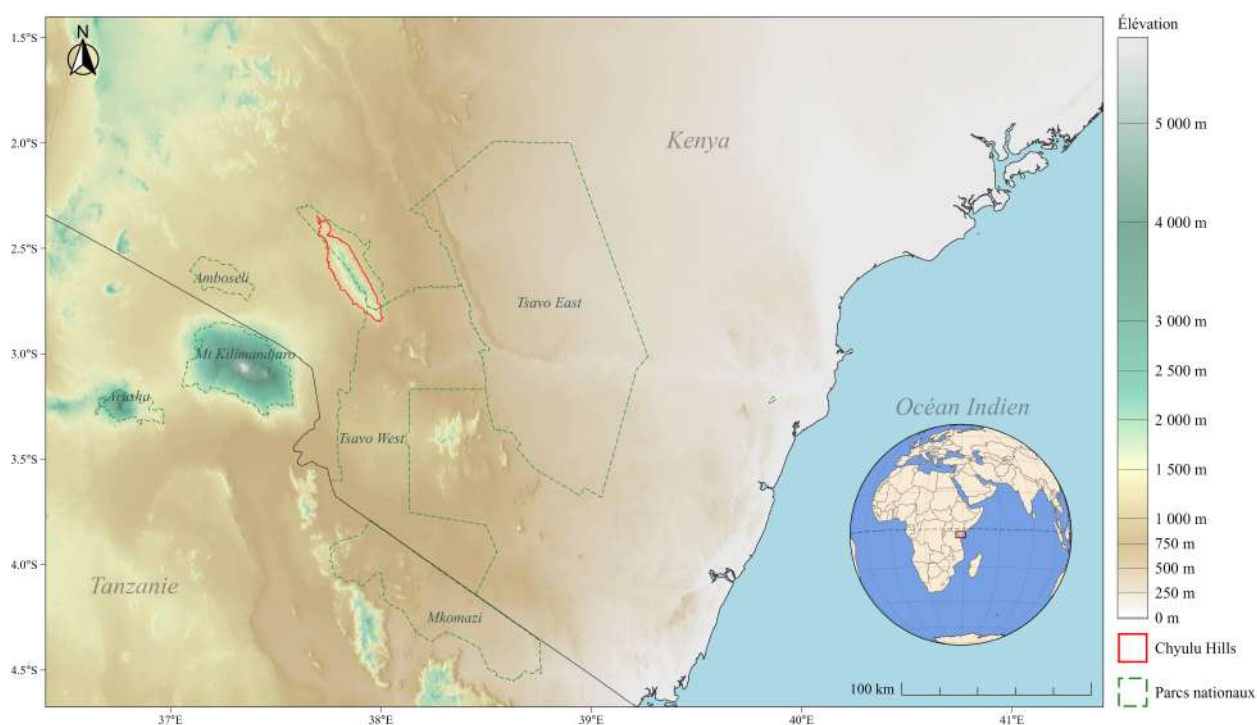 Élévation
N
1.5°S
2.0°S
2.5°S
3.0°S
3.5°S
4.0°S
4.5°S
37°E
38°E
39°E
40°E
41°E
Kenya
Amboseli
Tsavo East
Mt Kilimandjaro
Arusha
Tsavo West
Océan Indien
Tanzanie
Mkomazi
100 km
5 000 m
4 000 m
3 000 m
2 500 m
2 000 m
1 500 m
1 000 m
750 m
500 m
250 m
0 m
Chyulu Hills
Parcs nationaux